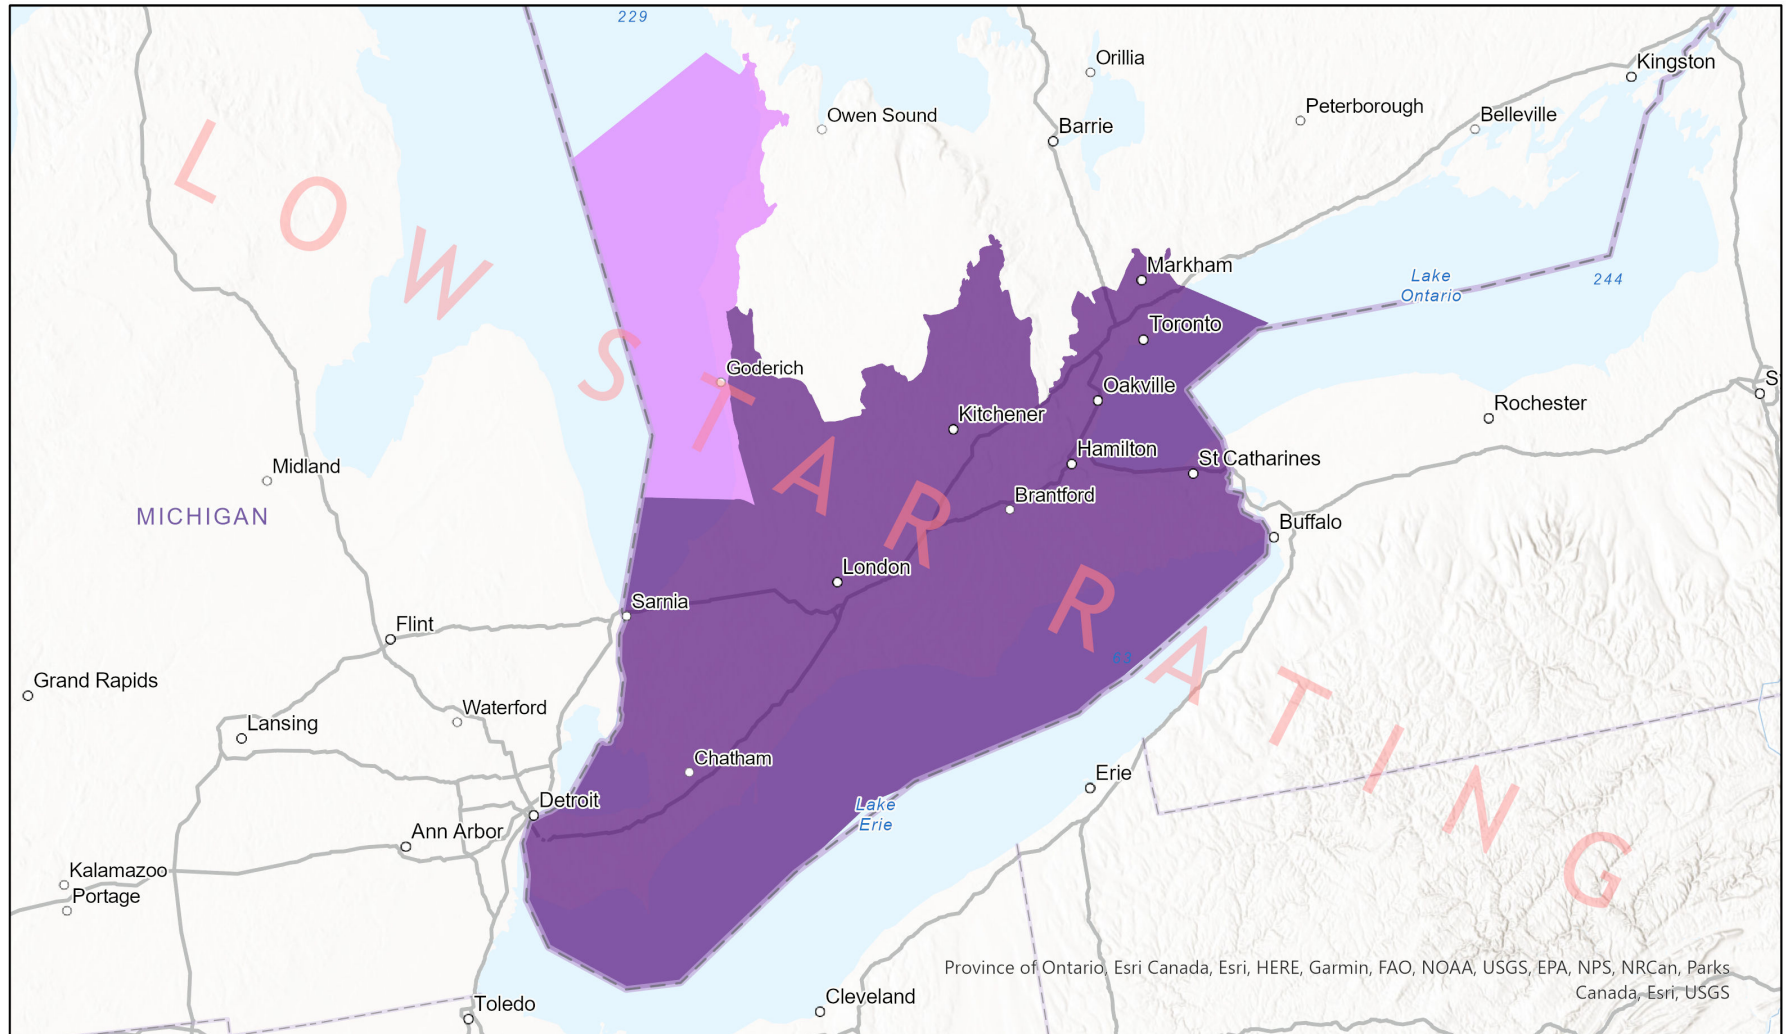 229
Orillia
Kingston
Peterborough
Belleville
Owen Sound
Barrie
LOW STAR RATING
Markham
Lake
Ontario
244
Toronto
Goderich
Oakville
Rochester
S
Kitchener
Hamilton
St Catharines
Midland
Brantford
MICHIGAN
Buffalo
London
Sarnia
Flint
63
Grand Rapids
Waterford
Lansing
Chatham
Erie
Detroit
Lake
Erie
Ann Arbor
Kalamazoo
Portage
Province of Ontario, Esri Canada, Esri, HERE, Garmin, FAO, NOAA, USGS, EPA, NPS, NRCan, Parks
Canada, Esri, USGS
Cleveland
Toledo